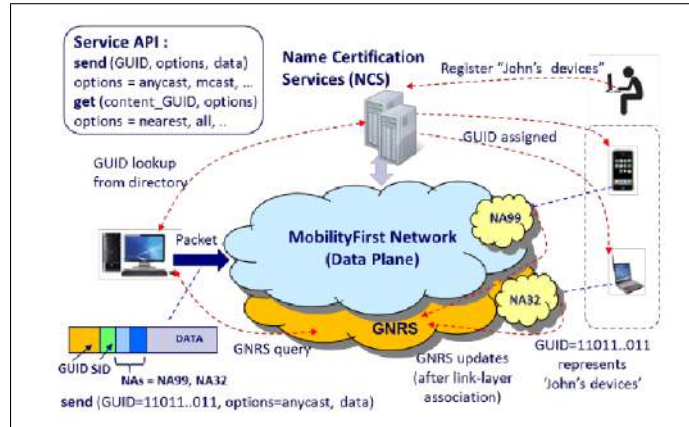 Service API :
send (GUID, options, data)
options = anycast, mcast, ...
get (content_GUID, options)
options = nearest, all, ..
Name Certification
Services (NCS)
Register "John's devices"
GUID assigned
GUID lookup
from directory
Packet
MobilityFirst Network
(Data Plane)
NA99
NA32
GNRS
DATA
GUID SID
NAs = NA99, NA32
GNRS query
GNRS updates
(after link-layer
association)
GUID=11011..011
represents
'John's devices'
send (GUID=11011..011, options=anycast, data)